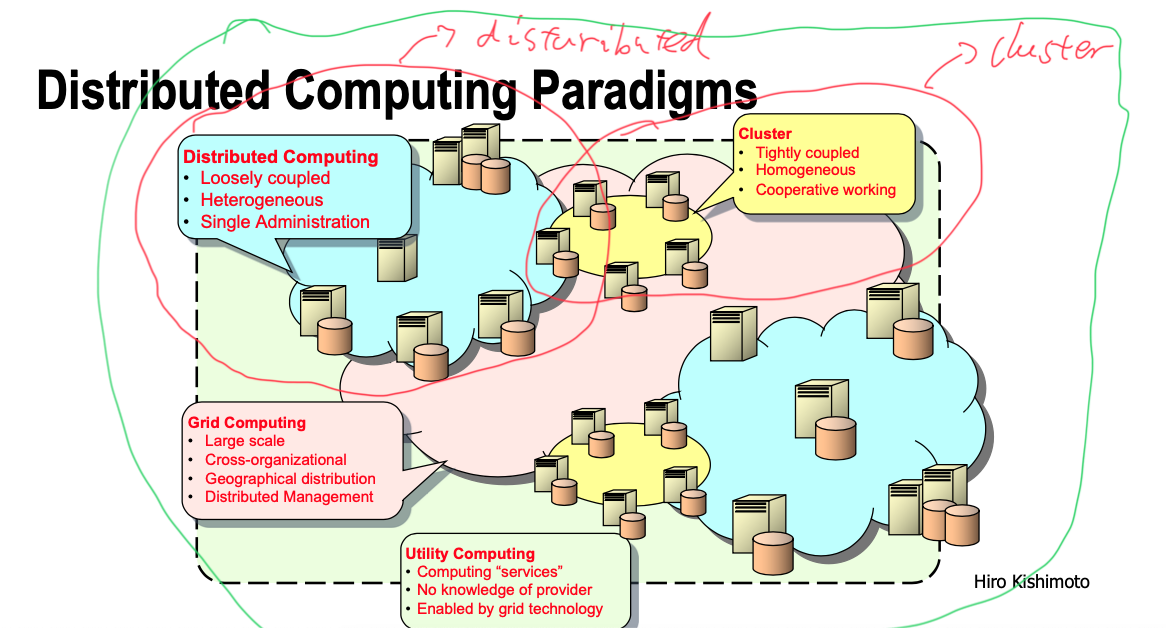 distuributed
cluster
Distributed Computing Paradigms
Distributed Computing
• Loosely coupled
• Heterogeneous
• Single Administration
Cluster
• Tightly coupled
• Homogeneous
• Cooperative working
Grid Computing
• Large scale
• Cross-organizational
• Geographical distribution
• Distributed Management
Utility Computing
• Computing “services”
• No knowledge of provider
• Enabled by grid technology
Hiro Kishimoto